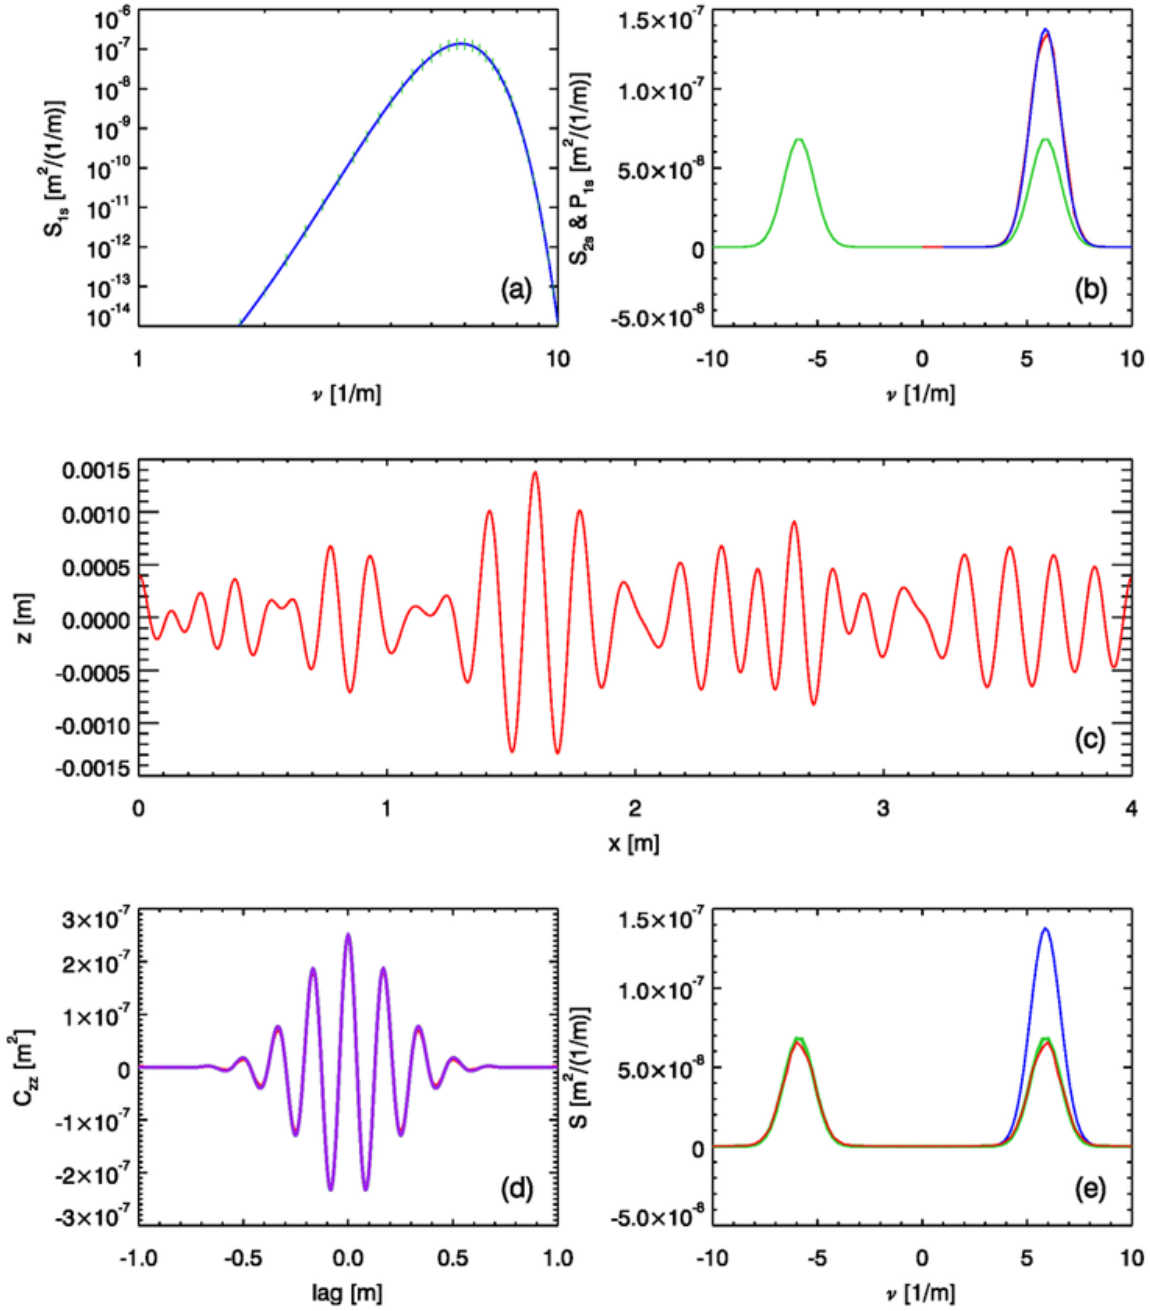 10⁻⁶
10⁻⁷
10⁻⁸
10⁻⁹
10⁻¹⁰
10⁻¹¹
10⁻¹²
10⁻¹³
10⁻¹⁴
S₁ₛ [m²/(1/m)]
(a)
1 10
ν [1/m]
1.5×10⁻⁷
1.0×10⁻⁷
5.0×10⁻⁸
0
-5.0×10⁻⁸
S₂ₛ & P₁ₛ [m²/(1/m)]
(b)
-10 -5 0 5 10
ν [1/m]
0.0015
0.0010
0.0005
0.0000
-0.0005
-0.0010
-0.0015
z [m]
(c)
0 1 2 3 4
x [m]
3×10⁻⁷
2×10⁻⁷
1×10⁻⁷
0
-1×10⁻⁷
-2×10⁻⁷
-3×10⁻⁷
C_zz [m²]
(d)
-1.0 -0.5 0.0 0.5 1.0
lag [m]
1.5×10⁻⁷
1.0×10⁻⁷
5.0×10⁻⁸
0
-5.0×10⁻⁸
S [m²/(1/m)]
(e)
-10 -5 0 5 10
ν [1/m]